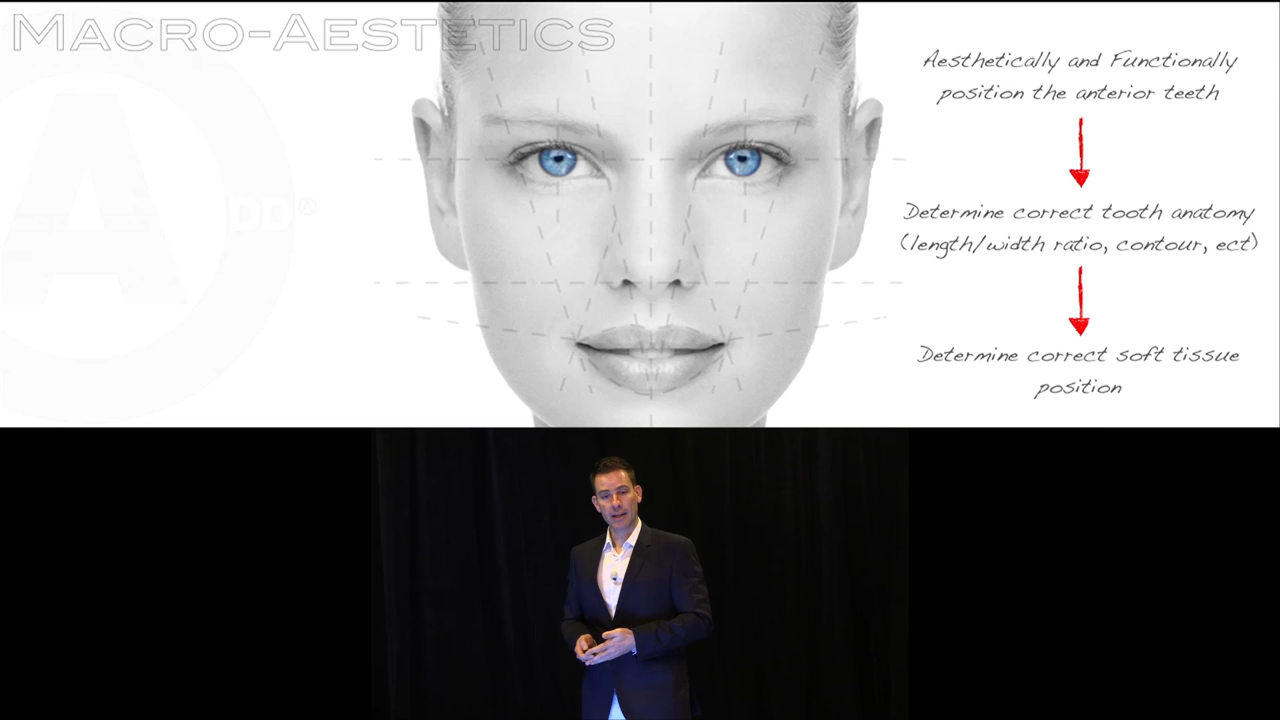 MACRO-AESTETICS
Aesthetically and Functionally
position the anterior teeth
Determine correct tooth anatomy
(length/width ratio, contour, ect)
Determine correct soft tissue
position
A
DD